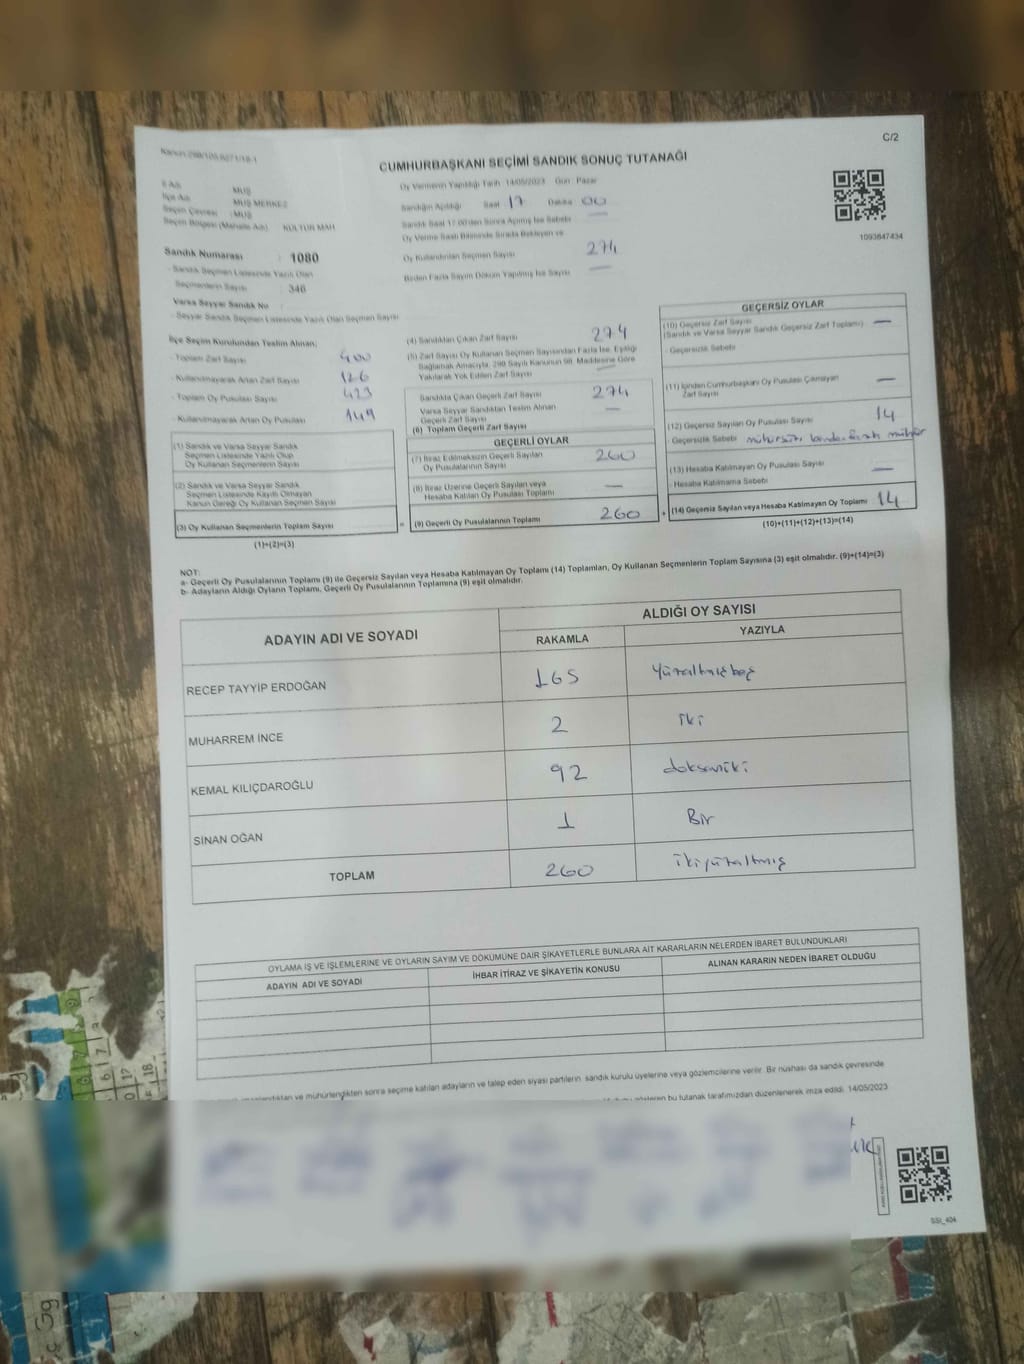 C/2
CUMHURBAŞKANI SEÇİMİ SANDIK SONUÇ TUTANAĞI
İl Adı : MUŞ
İlçe Adı : MUŞ MERKEZ
Seçim Çevresi : MUŞ
Seçim Bölgesi (Mahalle Adı) : KÜLTÜR MAH.
Sandık Numarası : 1080
- Sandık Seçmen Listesinde Yazılı Olan
Seçmenlerin Sayısı : 346
Varsa Seyyar Sandık No :
- Seyyar Sandık Seçmen Listesinde Yazılı Olan Seçmen Sayısı :
Oy Vermenin Yapıldığı Tarih 14/05/2023 Gün : Pazar
Sandığın Açıldığı Saat 17 Dakika 00
Sandık Saat 17:00'den Sonra Açılmış İse Sebebi —
Oy Verme Saati Bitiminde Sırada Bekleyen ve
Oy Kullandırılan Seçmen Sayısı 274
Birden Fazla Sayım Döküm Yapılmış İse Sayısı —
1093847434
İlçe Seçim Kurulundan Teslim Alınan;
- Toplam Zarf Sayısı 400
- Kullanılmayarak Artan Zarf Sayısı 126
- Toplam Oy Pusulası Sayısı 423
- Kullanılmayarak Artan Oy Pusulası 149
(1) Sandık ve Varsa Seyyar Sandık
Seçmen Listesinde Yazılı Olup
Oy Kullanan Seçmenlerin Sayısı
(2) Sandık ve Varsa Seyyar Sandık
Seçmen Listesinde Kayıtlı Olmayan
Kanun Gereği Oy Kullanan Seçmen Sayısı
(3) Oy Kullanan Seçmenlerin Toplam Sayısı =
(1)+(2)=(3)
(4) Sandıktan Çıkan Zarf Sayısı 274
(5) Zarf Sayısı Oy Kullanan Seçmen Sayısından Fazla İse, Eşitliği
Sağlamak Amacıyla, 298 Sayılı Kanunun 98. Maddesine Göre
Yakılarak Yok Edilen Zarf Sayısı —
Sandıkta Çıkan Geçerli Zarf Sayısı 274
Varsa Seyyar Sandıktan Teslim Alınan
Geçerli Zarf Sayısı —
(6) Toplam Geçerli Zarf Sayısı
GEÇERLİ OYLAR
(7) İtiraz Edilmeksizin Geçerli Sayılan
Oy Pusulalarının Sayısı 260
(8) İtiraz Üzerine Geçerli Sayılan veya
Hesaba Katılan Oy Pusulası Toplamı —
(9) Geçerli Oy Pusulalarının Toplamı 260 +
GEÇERSİZ OYLAR
(10) Geçersiz Zarf Sayısı
(Sandık ve Varsa Seyyar Sandık Geçersiz Zarf Toplamı) —
- Geçersizlik Sebebi
(11) İçinden Cumhurbaşkanı Oy Pusulası Çıkmayan
Zarf Sayısı —
(12) Geçersiz Sayılan Oy Pusulası Sayısı 14
- Geçersizlik Sebebi mühürsüz
(13) Hesaba Katılmayan Oy Pusulası Sayısı —
- Hesaba Katılmama Sebebi
(14) Geçersiz Sayılan veya Hesaba Katılmayan Oy Toplamı 14
(10)+(11)+(12)+(13)=(14)
NOT:
a- Geçerli Oy Pusulalarının Toplamı (9) ile Geçersiz Sayılan veya Hesaba Katılmayan Oy Toplamı (14) Toplamları, Oy Kullanan Seçmenlerin Toplam Sayısına (3) eşit olmalıdır. (9)+(14)=(3)
b- Adayların Aldığı Oyların Toplamı, Geçerli Oy Pusulalarının Toplamına (9) eşit olmalıdır.
ADAYIN ADI VE SOYADI ALDIĞI OY SAYISI
RAKAMLA YAZIYLA
RECEP TAYYİP ERDOĞAN 165 Yüzaltmışbeş
MUHARREM İNCE 2 iki
KEMAL KILIÇDAROĞLU 92 doksaniki
SİNAN OĞAN 1 Bir
TOPLAM 260 ikiyüzaltmış
OYLAMA İŞ VE İŞLEMLERİNE VE OYLARIN SAYIM VE DÖKÜMÜNE DAİR ŞİKAYETLERLE BUNLARA AİT KARARLARIN NELERDEN İBARET BULUNDUKLARI
ADAYIN ADI VE SOYADI İHBAR İTİRAZ VE ŞİKAYETİN KONUSU ALINAN KARARIN NEDEN İBARET OLDUĞU
mühürlendikten sonra seçime katılan adayların ve talep eden siyasi partilerin sandık kurulu üyelerine veya gözlemcilerine verilir. Bir nüshası da sandık çevresinde
bu tutanak tarafımızdan düzenlenerek imza edildi. 14/05/2023
SSI_404